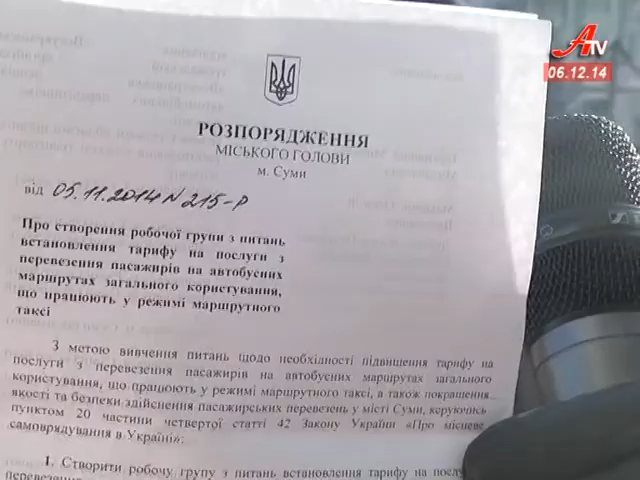 ATV
06.12.14
РОЗПОРЯДЖЕННЯ
МІСЬКОГО ГОЛОВИ
м. Суми
від 05.11.2014 N 215-Р
Про створення робочої групи з питань
встановлення тарифу на послуги з
перевезення пасажирів на автобусних
маршрутах загального користування,
що працюють у режимі маршрутного
таксі
З метою вивчення питань щодо необхідності підвищення тарифу на
послуги з перевезення пасажирів на автобусних маршрутах загального
користування, що працюють у режимі маршрутного таксі, а також покращення
якості та безпеки здійснення пасажирських перевезень у місті Суми, керуючись
пунктом 20 частини четвертої статті 42 Закону України «Про місцеве
самоврядування в Україні»:
1. Створити робочу групу з питань встановлення тарифу на